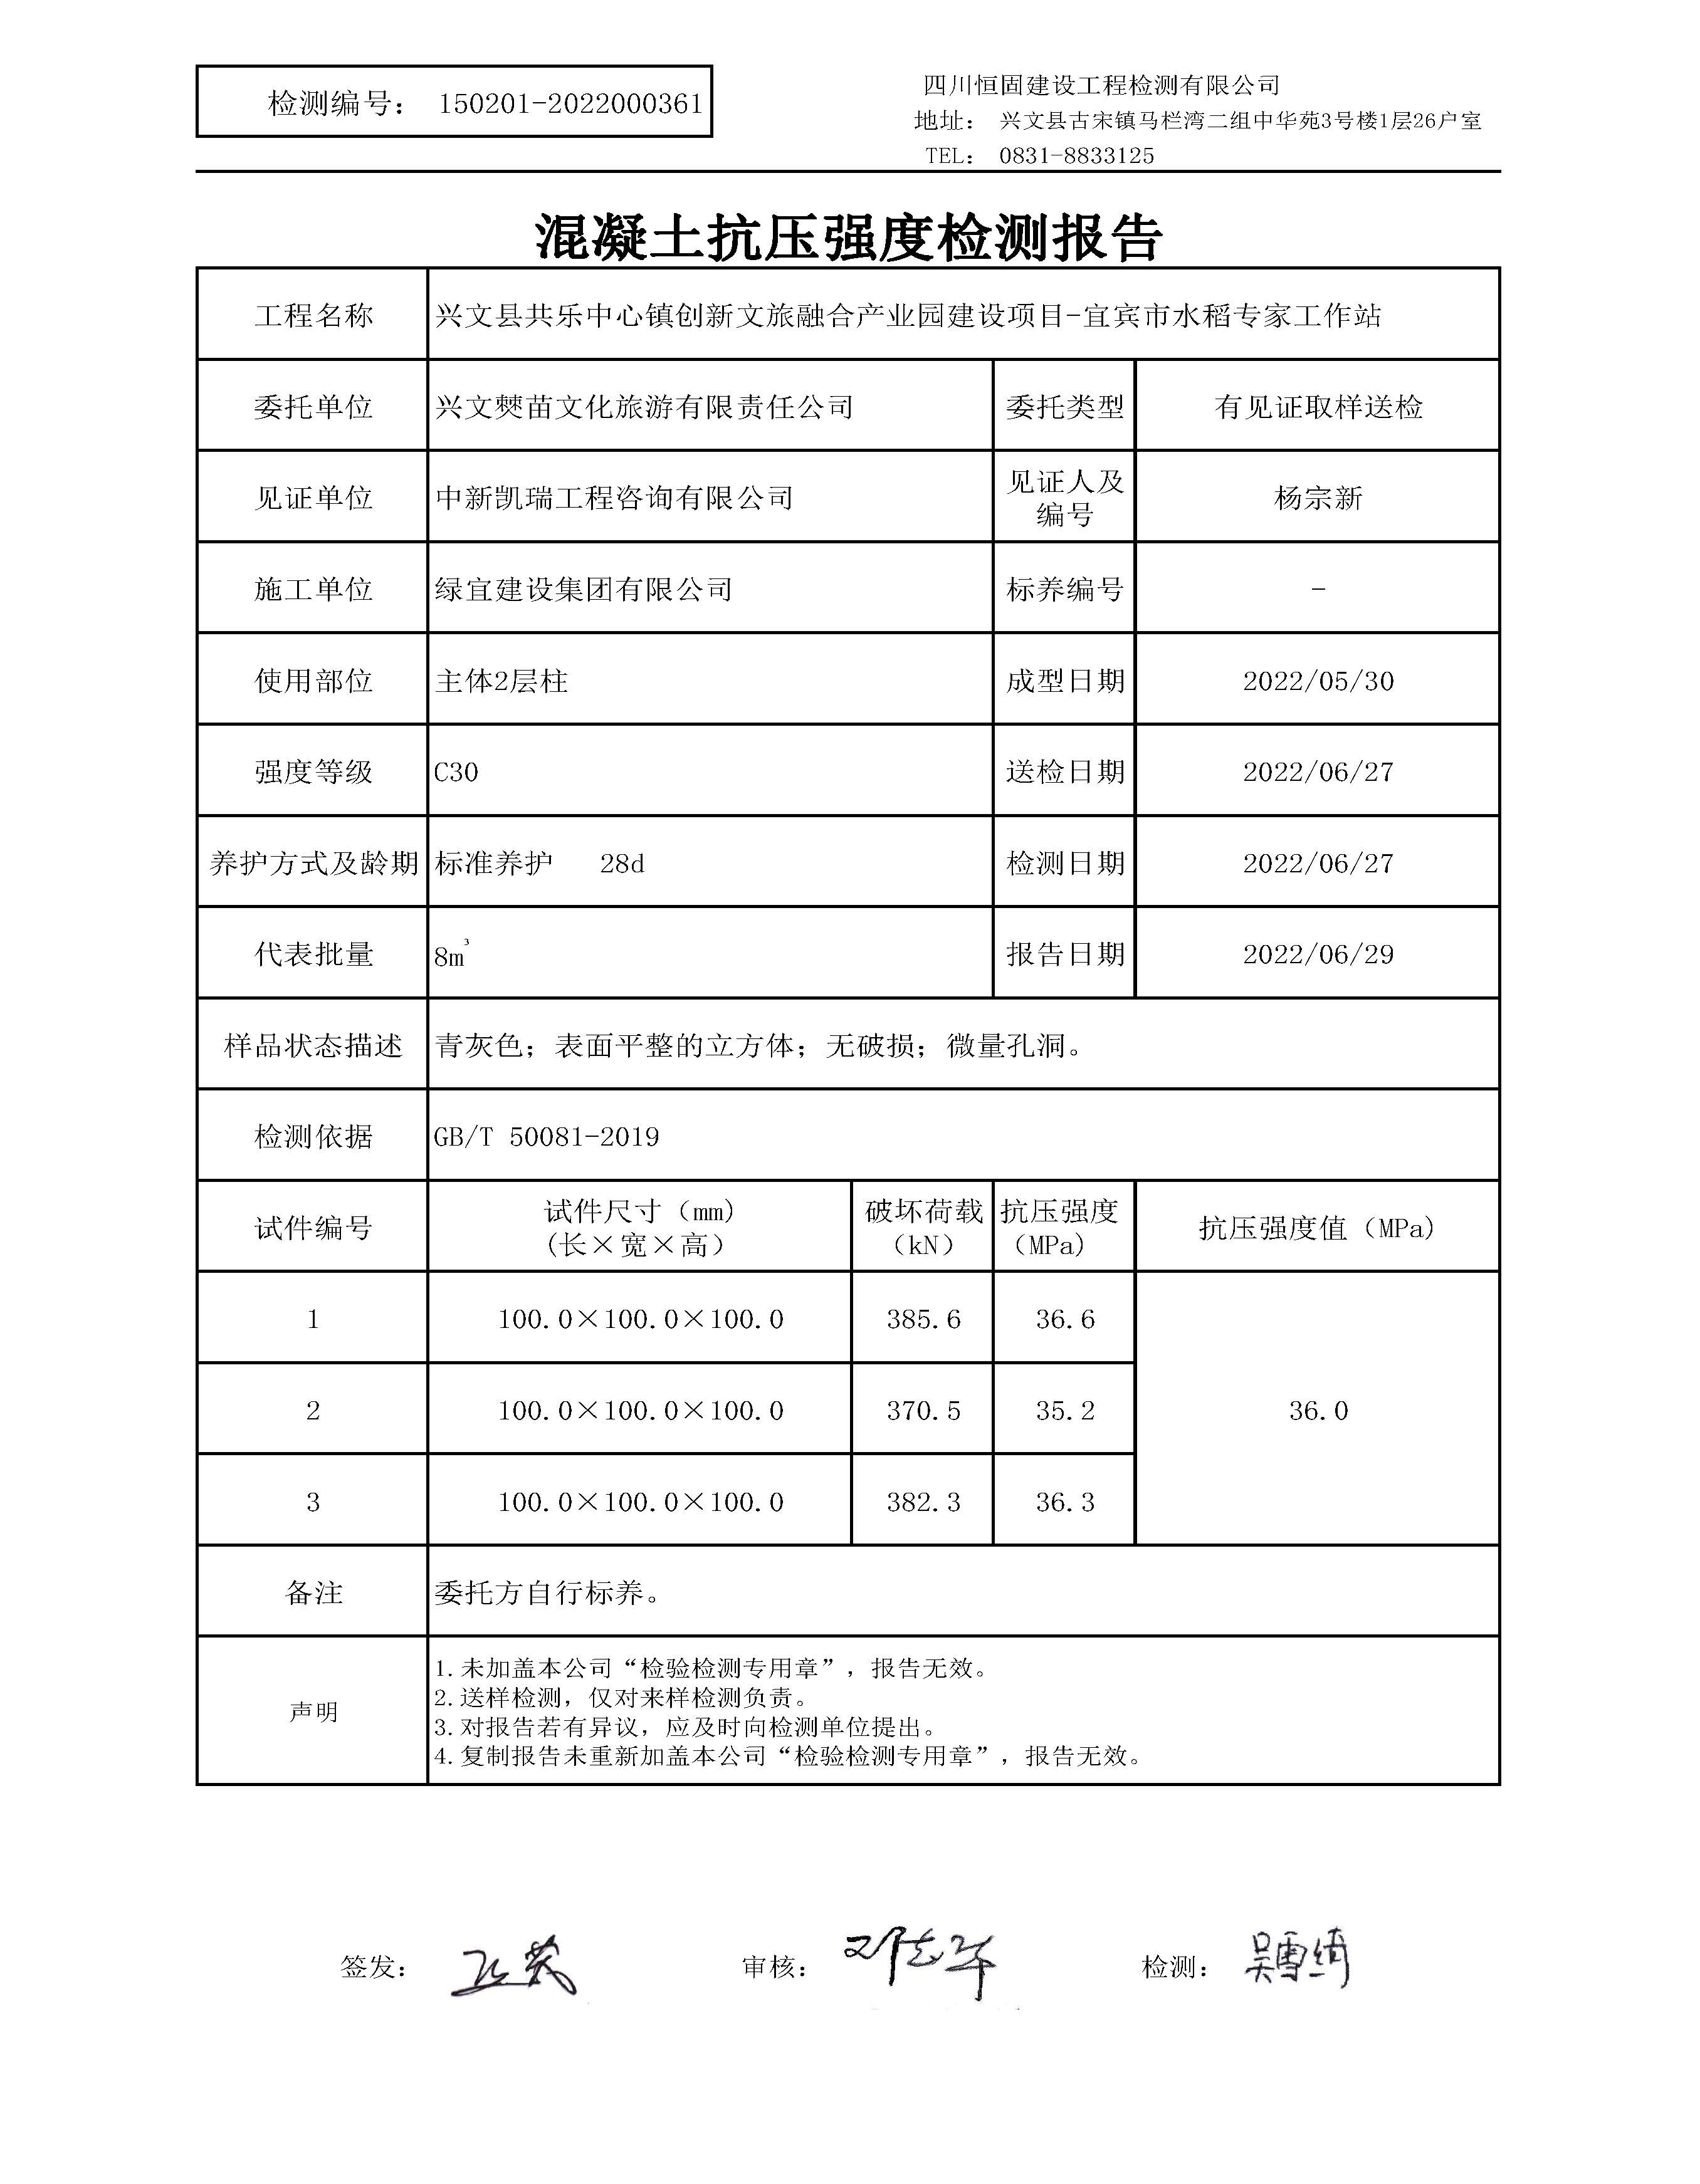 检测编号： 150201-2022000361
四川恒固建设工程检测有限公司
地址： 兴文县古宋镇马栏湾二组中华苑3号楼1层26户室
TEL： 0831-8833125
混凝土抗压强度检测报告
工程名称 兴文县共乐中心镇创新文旅融合产业园建设项目-宜宾市水稻专家工作站
委托单位 兴文僰苗文化旅游有限责任公司 委托类型 有见证取样送检
见证单位 中新凯瑞工程咨询有限公司 见证人及
编号 杨宗新
施工单位 绿宜建设集团有限公司 标养编号 -
使用部位 主体2层柱 成型日期 2022/05/30
强度等级 C30 送检日期 2022/06/27
养护方式及龄期 标准养护 28d 检测日期 2022/06/27
代表批量 8m³ 报告日期 2022/06/29
样品状态描述 青灰色；表面平整的立方体；无破损；微量孔洞。
检测依据 GB/T 50081-2019
试件编号 试件尺寸（mm）
(长×宽×高） 破坏荷载
（kN） 抗压强度
（MPa） 抗压强度值（MPa）
1 100.0×100.0×100.0 385.6 36.6
2 100.0×100.0×100.0 370.5 35.2 36.0
3 100.0×100.0×100.0 382.3 36.3
备注 委托方自行标养。
声明
1.未加盖本公司“检验检测专用章”，报告无效。
2.送样检测，仅对来样检测负责。
3.对报告若有异议，应及时向检测单位提出。
4.复制报告未重新加盖本公司“检验检测专用章”，报告无效。
签发： 审核： 检测： 吴雪绮